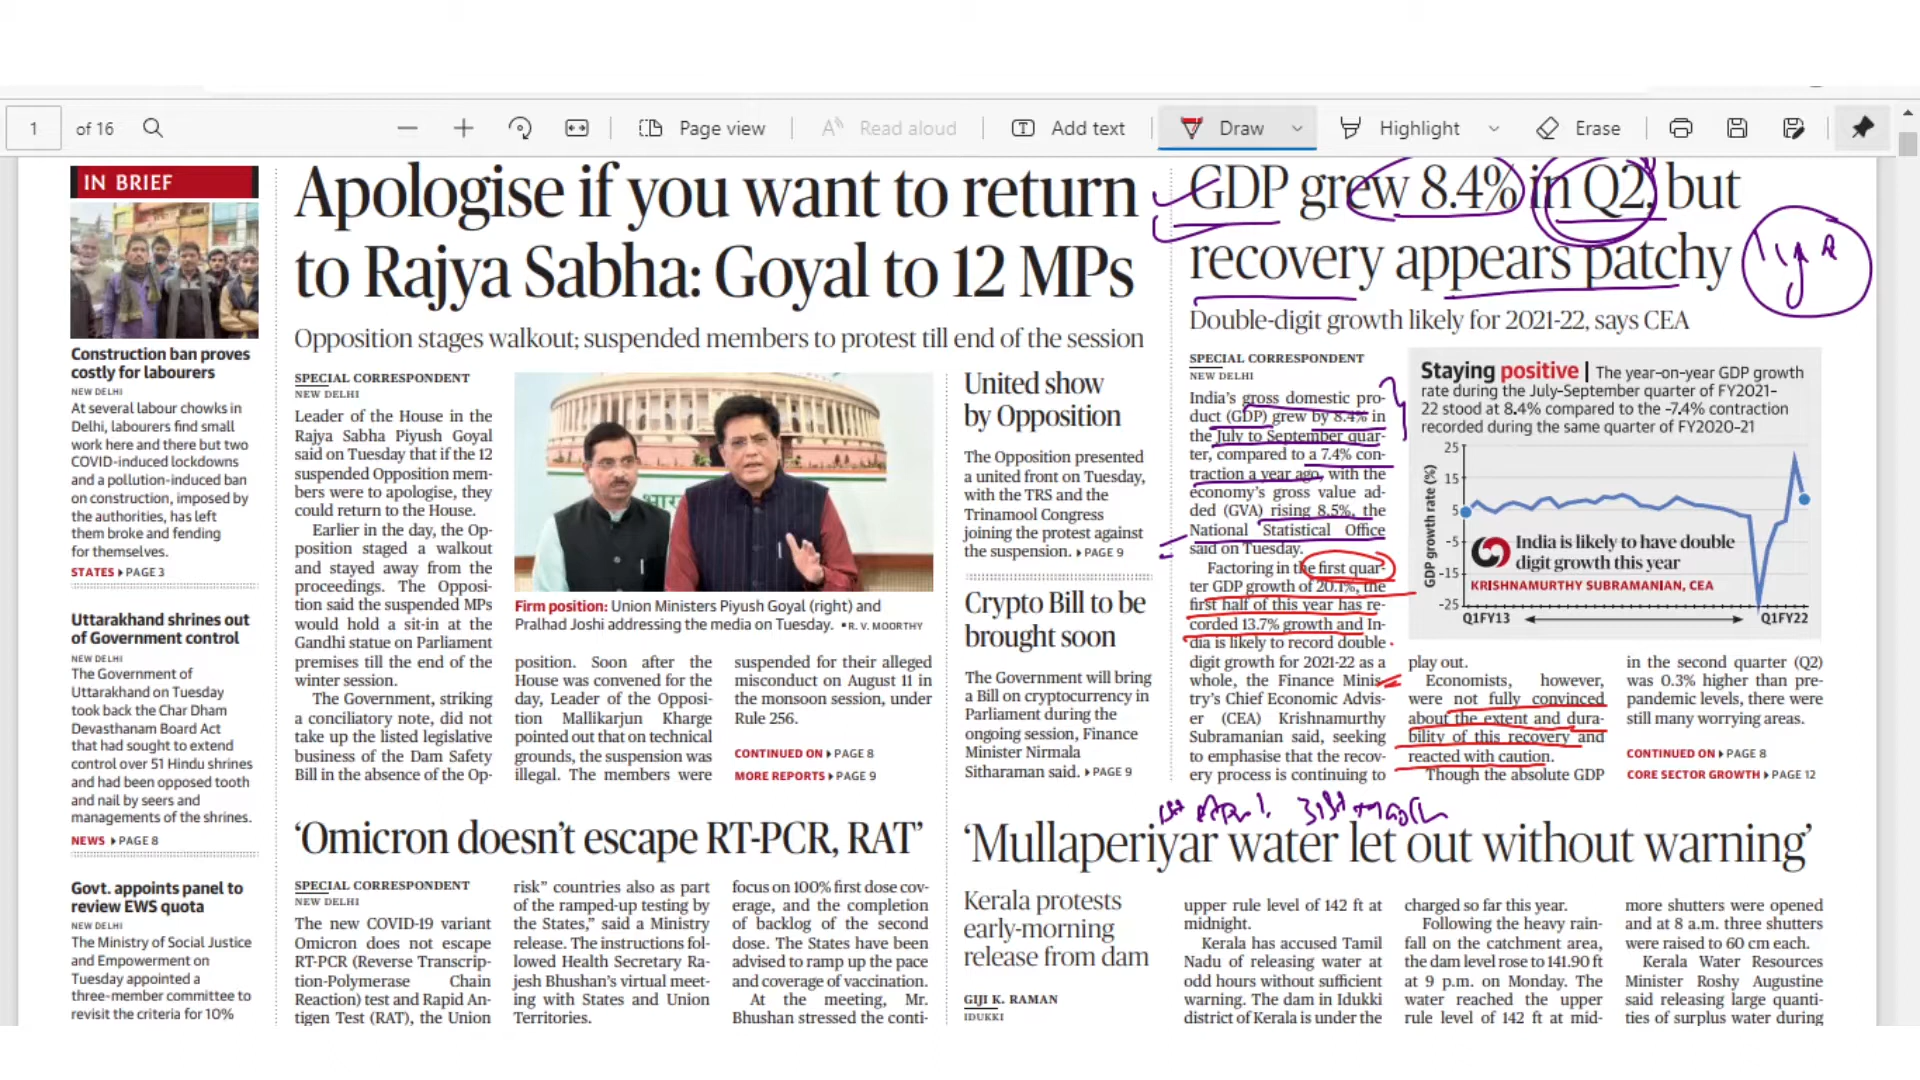 1 of 16
Page view
Read aloud
Add text
Draw
Highlight
Erase
IN BRIEF
Construction ban proves
costly for labourers
NEW DELHI
At several labour chowks in
Delhi, labourers find small
work here and there but two
COVID-induced lockdowns
and a pollution-induced ban
on construction, imposed by
the authorities, has left
them broke and fending
for themselves.
STATES PAGE 3
Uttarakhand shrines out
of Government control
NEW DELHI
The Government of
Uttarakhand on Tuesday
took back the Char Dham
Devasthanam Board Act
that had sought to extend
control over 51 Hindu shrines
and had been opposed tooth
and nail by seers and
managements of the shrines.
NEWS PAGE 8
Govt. appoints panel to
review EWS quota
NEW DELHI
The Ministry of Social Justice
and Empowerment on
Tuesday appointed a
three-member committee to
revisit the criteria for 10%
Apologise if you want to return
to Rajya Sabha: Goyal to 12 MPs
Opposition stages walkout; suspended members to protest till end of the session
SPECIAL CORRESPONDENT
NEW DELHI
Leader of the House in the
Rajya Sabha Piyush Goyal
said on Tuesday that if the 12
suspended Opposition mem-
bers were to apologise, they
could return to the House.
Earlier in the day, the Op-
position staged a walkout
and stayed away from the
proceedings. The Opposi-
tion said the suspended MPs
would hold a sit-in at the
Gandhi statue on Parliament
premises till the end of the
winter session.
The Government, striking
a conciliatory note, did not
take up the listed legislative
business of the Dam Safety
Bill in the absence of the Op-
Firm position: Union Ministers Piyush Goyal (right) and
Pralhad Joshi addressing the media on Tuesday. R. V. MOORTHY
position. Soon after the
House was convened for the
day, Leader of the Opposi-
tion Mallikarjun Kharge
pointed out that on technical
grounds, the suspension was
illegal. The members were
suspended for their alleged
misconduct on August 11 in
the monsoon session, under
Rule 256.
CONTINUED ON PAGE 8
MORE REPORTS PAGE 9
United show
by Opposition
The Opposition presented
a united front on Tuesday,
with the TRS and the
Trinamool Congress
joining the protest against
the suspension. PAGE 9
Crypto Bill to be
brought soon
The Government will bring
a Bill on cryptocurrency in
Parliament during the
ongoing session, Finance
Minister Nirmala
Sitharaman said. PAGE 9
GDP grew 8.4% in Q2, but
recovery appears patchy
Double-digit growth likely for 2021-22, says CEA
SPECIAL CORRESPONDENT
NEW DELHI
India's gross domestic pro-
duct (GDP) grew by 8.4% in
the July to September quar-
ter, compared to a 7.4% con-
traction a year ago, with the
economy's gross value ad-
ded (GVA) rising 8.5%, the
National Statistical Office
said on Tuesday.
Factoring in the first quar-
ter GDP growth of 20.1%, the
first half of this year has re-
corded 13.7% growth and In-
dia is likely to record double
digit growth for 2021-22 as a
whole, the Finance Minis-
try's Chief Economic Advis-
er (CEA) Krishnamurthy
Subramanian said, seeking
to emphasise that the recov-
ery process is continuing to
Staying positive | The year-on-year GDP growth
rate during the July-September quarter of FY2021-
22 stood at 8.4% compared to the -7.4% contraction
recorded during the same quarter of FY2020-21
GDP growth rate (%)
25
15
5
-5
-15
-25
India is likely to have double
digit growth this year
KRISHNAMURTHY SUBRAMANIAN, CEA
Q1FY13 Q1FY22
play out.
Economists, however,
were not fully convinced
about the extent and dura-
bility of this recovery and
reacted with caution.
Though the absolute GDP
in the second quarter (Q2)
was 0.3% higher than pre-
pandemic levels, there were
still many worrying areas.
CONTINUED ON PAGE 8
CORE SECTOR GROWTH PAGE 12
'Omicron doesn't escape RT-PCR, RAT'
SPECIAL CORRESPONDENT
NEW DELHI
The new COVID-19 variant
Omicron does not escape
RT-PCR (Reverse Transcrip-
tion-Polymerase Chain
Reaction) test and Rapid An-
tigen Test (RAT), the Union
risk" countries also as part
of the ramped-up testing by
the States," said a Ministry
release. The instructions fol-
lowed Health Secretary Ra-
jesh Bhushan's virtual meet-
ing with States and Union
Territories.
focus on 100% first dose cov-
erage, and the completion
of backlog of the second
dose. The States have been
advised to ramp up the pace
and coverage of vaccination.
At the meeting, Mr.
Bhushan stressed the conti-
31st March
'Mullaperiyar water let out without warning'
Kerala protests
early-morning
release from dam
GIJI K. RAMAN
IDUKKI
upper rule level of 142 ft at
midnight.
Kerala has accused Tamil
Nadu of releasing water at
odd hours without sufficient
warning. The dam in Idukki
district of Kerala is under the
charged so far this year.
Following the heavy rain-
fall on the catchment area,
the dam level rose to 141.90 ft
at 9 p.m. on Monday. The
water reached the upper
rule level of 142 ft at mid-
more shutters were opened
and at 8 a.m. three shutters
were raised to 60 cm each.
Kerala Water Resources
Minister Roshy Augustine
said releasing large quanti-
ties of surplus water during